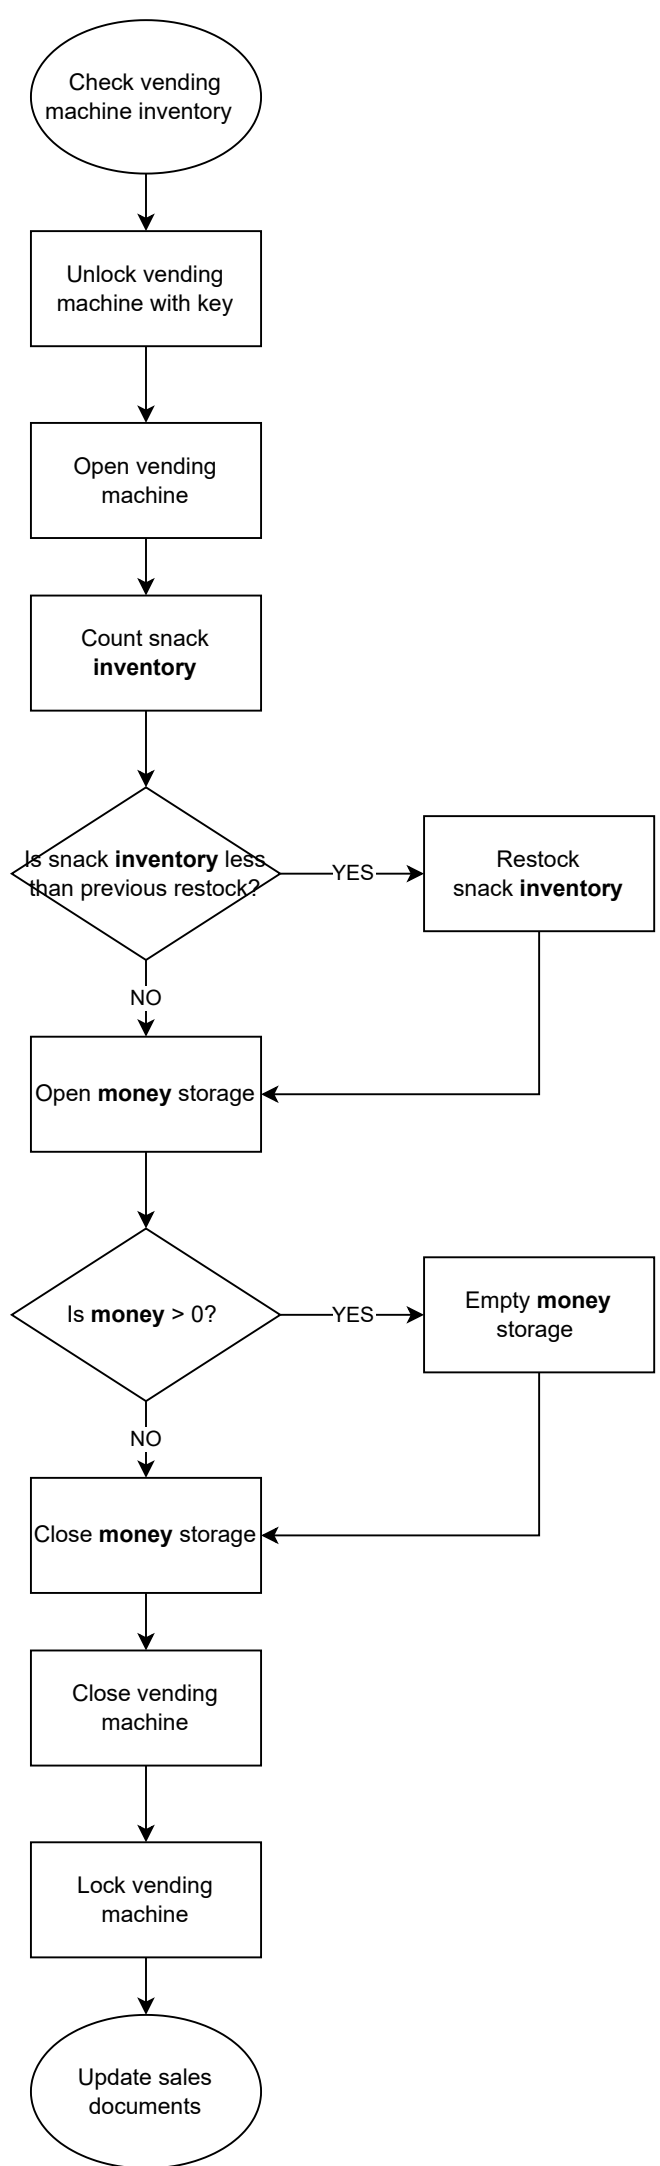 Check vending
machine inventory
Unlock vending
machine with key
Open vending
machine
Count snack
inventory
Is snack inventory less
than previous restock?
YES
Restock
snack inventory
NO
Open money storage
Is money > 0?
YES
Empty money
storage
NO
Close money storage
Close vending
machine
Lock vending
machine
Update sales
documents